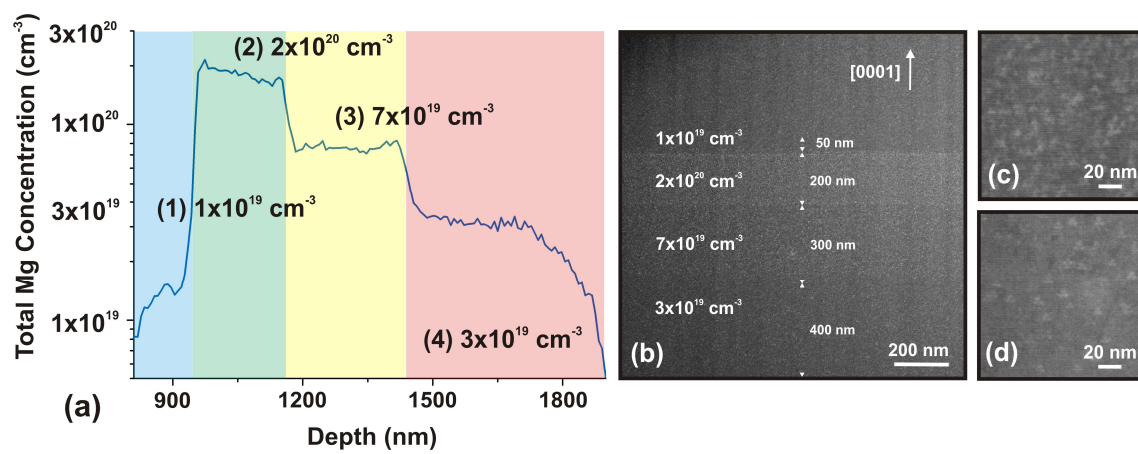 Total Mg Concentration (cm⁻³)
3x10²⁰
1x10²⁰
3x10¹⁹
1x10¹⁹
(2) 2x10²⁰ cm⁻³
(3) 7x10¹⁹ cm⁻³
(1) 1x10¹⁹ cm⁻³
(4) 3x10¹⁹ cm⁻³
900 1200 1500 1800
Depth (nm)
(a)
[0001]
1x10¹⁹ cm⁻³ 50 nm
2x10²⁰ cm⁻³ 200 nm
7x10¹⁹ cm⁻³ 300 nm
3x10¹⁹ cm⁻³ 400 nm
(b) 200 nm
(c) 20 nm
(d) 20 nm